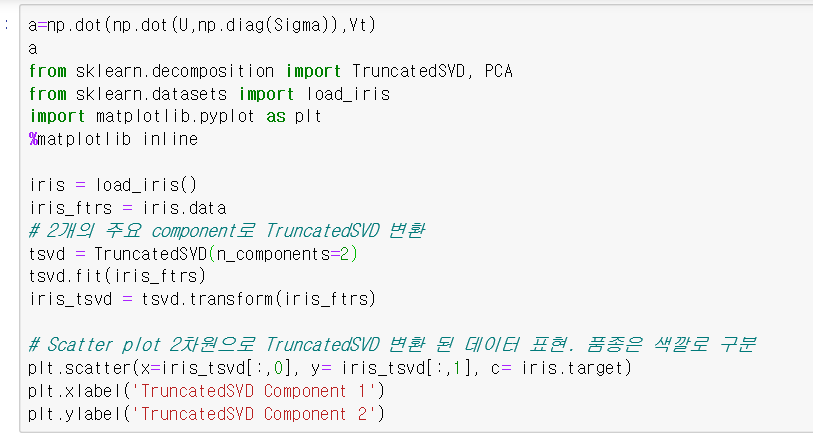 :
a=np.dot(np.dot(U,np.diag(Sigma)),Vt)
a
from sklearn.decomposition import TruncatedSVD, PCA
from sklearn.datasets import load_iris
import matplotlib.pyplot as plt
%matplotlib inline
iris = load_iris()
iris_ftrs = iris.data
# 2개의 주요 component로 TruncatedSVD 변환
tsvd = TruncatedSVD(n_components=2)
tsvd.fit(iris_ftrs)
iris_tsvd = tsvd.transform(iris_ftrs)
# Scatter plot 2차원으로 TruncatedSVD 변환 된 데이터 표현. 품종은 색깔로 구분
plt.scatter(x=iris_tsvd[:,0], y= iris_tsvd[:,1], c= iris.target)
plt.xlabel('TruncatedSVD Component 1')
plt.ylabel('TruncatedSVD Component 2')